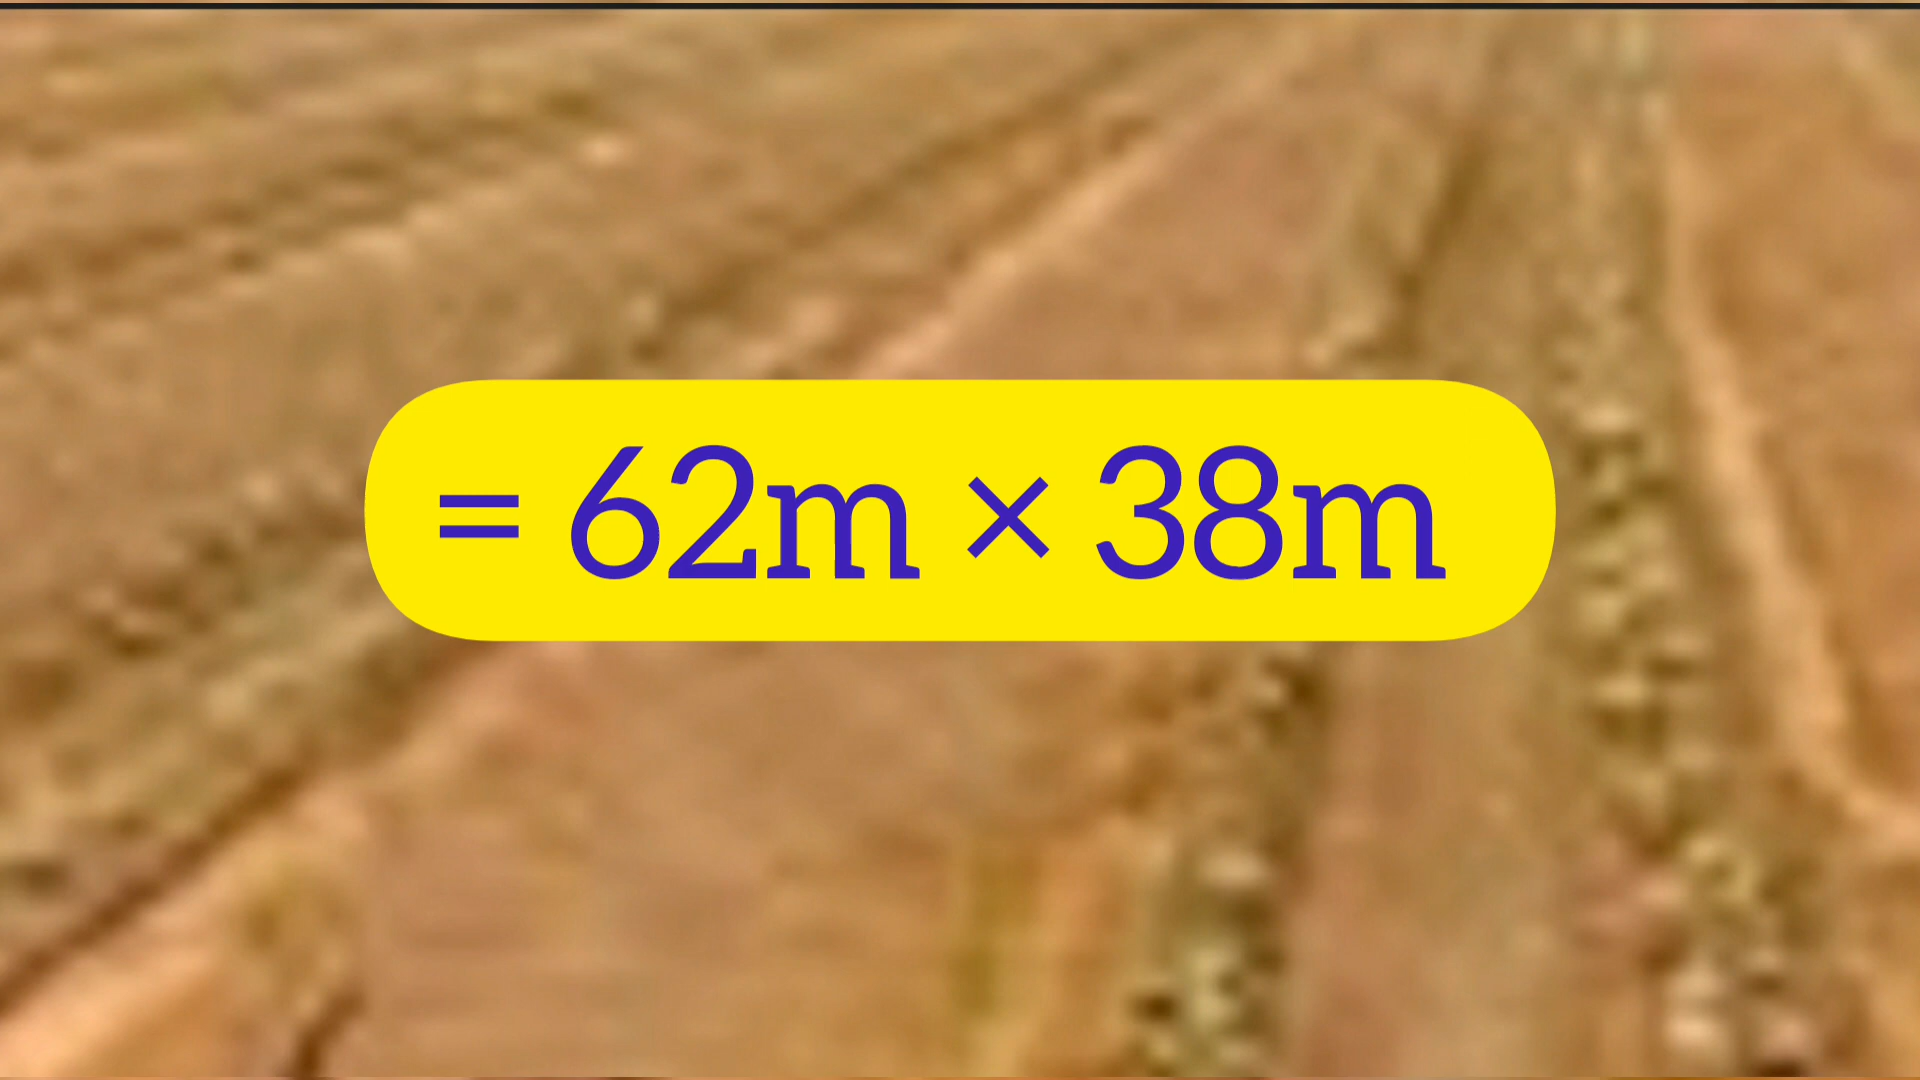 = 62m × 38m